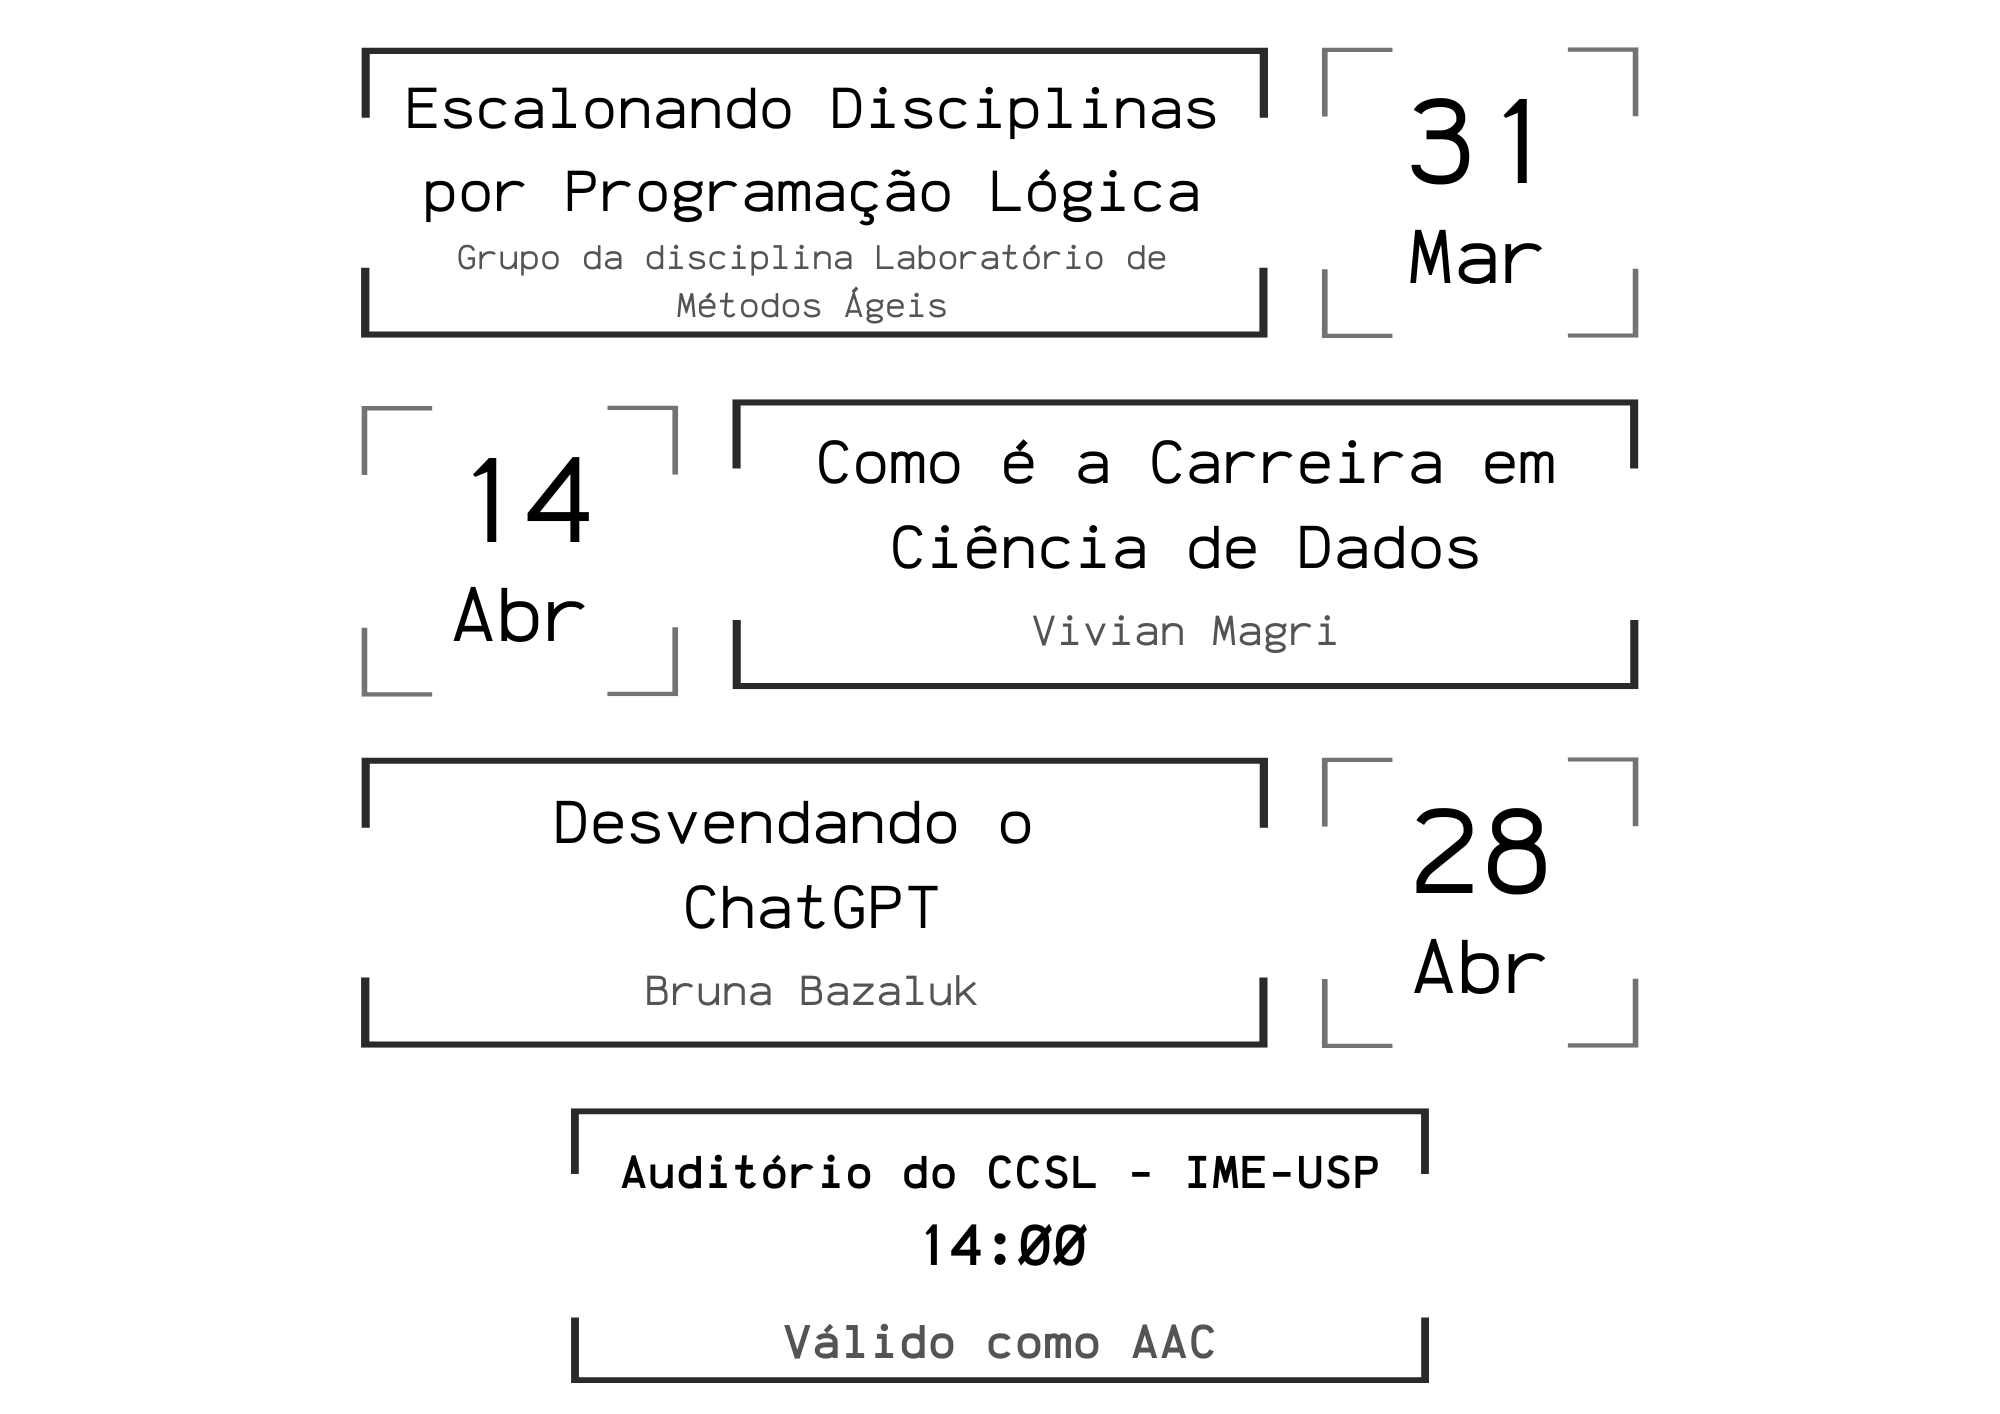 Escalonando Disciplinas
por Programação Lógica
Grupo da disciplina Laboratório de
Métodos Ágeis
31
Mar
14
Abr
Como é a Carreira em
Ciência de Dados
Vivian Magri
Desvendando o
ChatGPT
Bruna Bazaluk
28
Abr
Auditório do CCSL - IME-USP
14:00
Válido como AAC